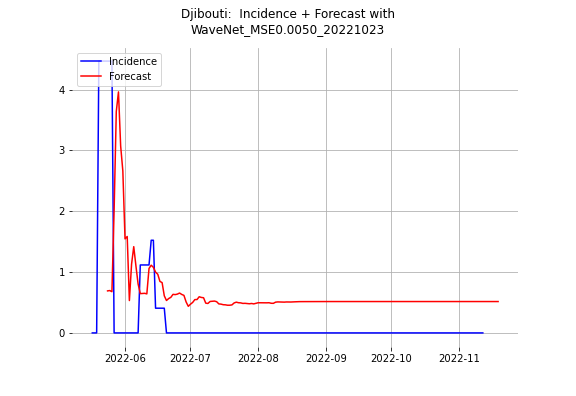 Djibouti:  Incidence + Forecast with
WaveNet_MSE0.0050_20221023
Incidence
Forecast
4
3
2
1
0
2022-06
2022-07
2022-08
2022-09
2022-10
2022-11